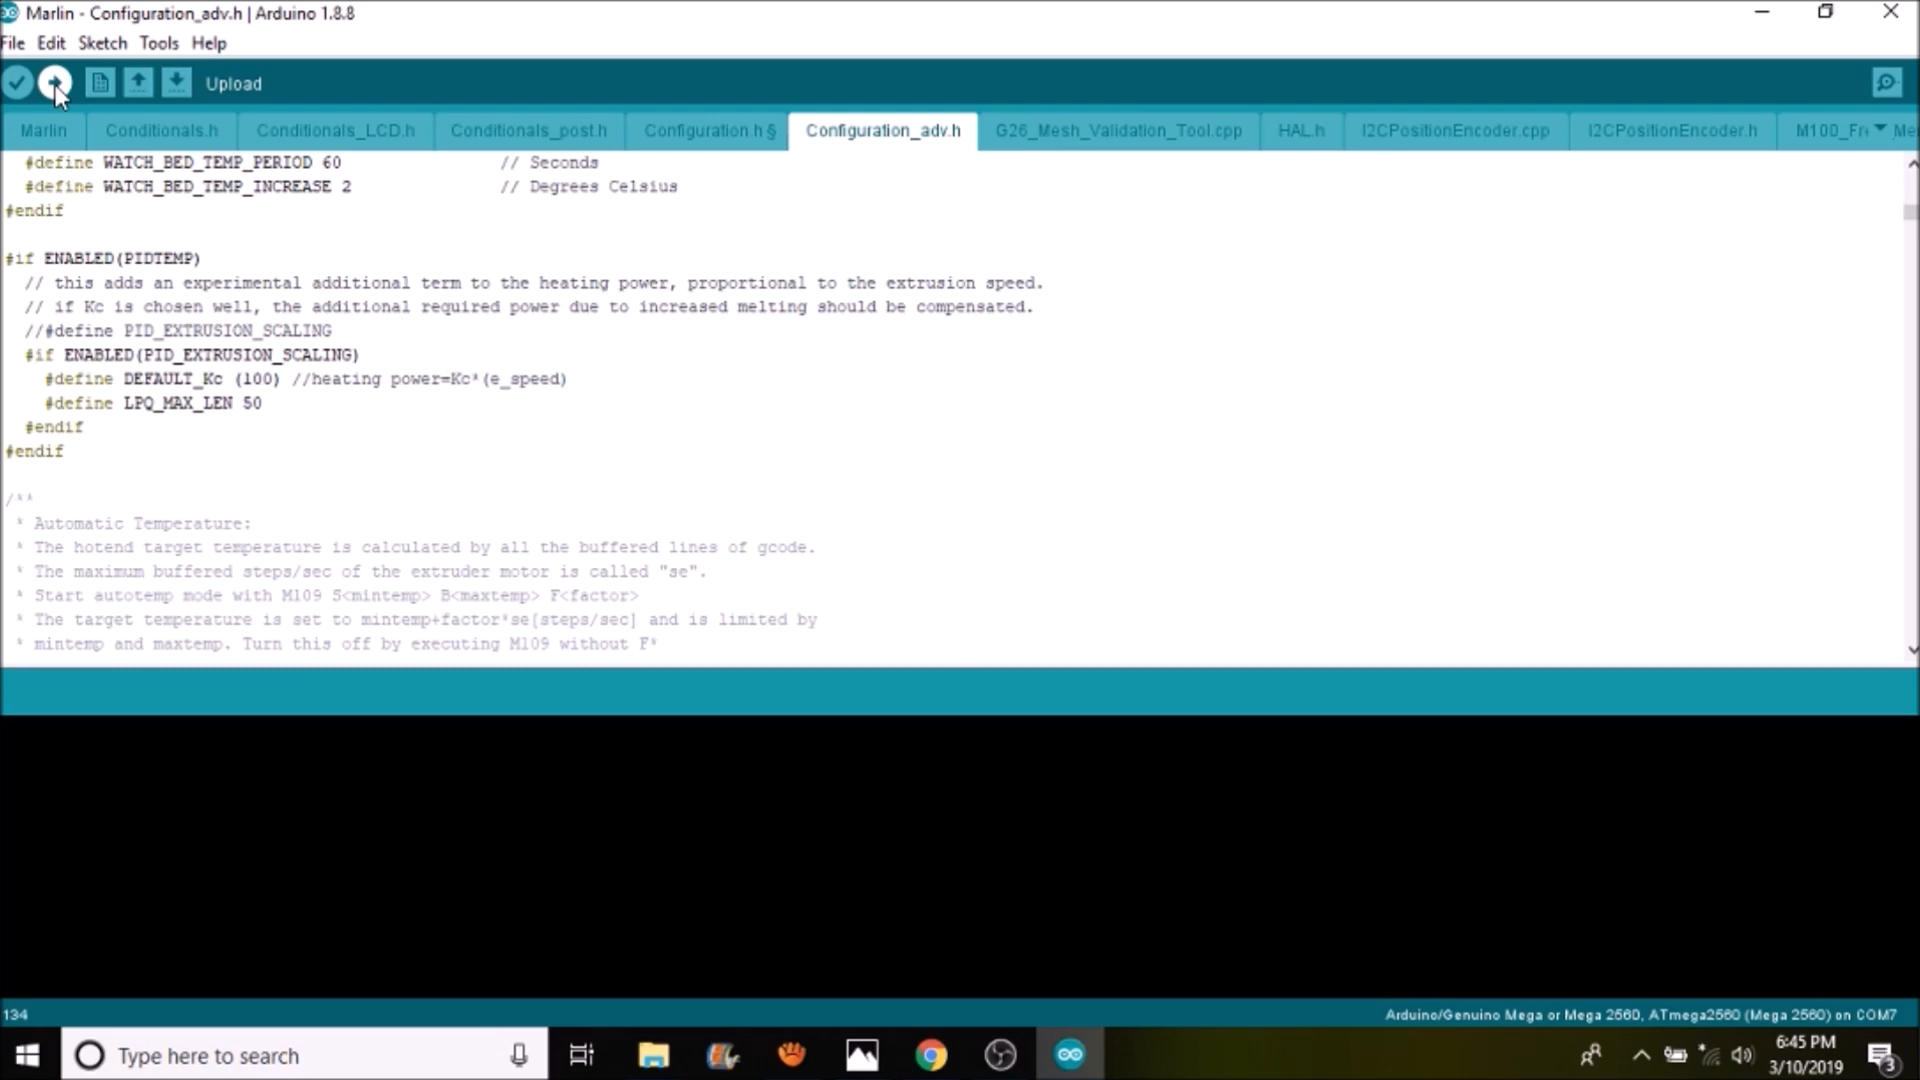 Marlin - Configuration_adv.h | Arduino 1.8.8
File Edit Sketch Tools Help
Upload
Marlin Conditionals.h Conditionals_LCD.h Conditionals_post.h Configuration.h § Configuration_adv.h G26_Mesh_Validation_Tool.cpp HAL.h I2CPositionEncoder.cpp I2CPositionEncoder.h M100_Fre Me
#define WATCH_BED_TEMP_PERIOD 60 // Seconds
#define WATCH_BED_TEMP_INCREASE 2 // Degrees Celsius
#endif
#if ENABLED(PIDTEMP)
// this adds an experimental additional term to the heating power, proportional to the extrusion speed.
// if Kc is chosen well, the additional required power due to increased melting should be compensated.
//#define PID_EXTRUSION_SCALING
#if ENABLED(PID_EXTRUSION_SCALING)
#define DEFAULT_Kc (100) //heating power=Kc*(e_speed)
#define LPQ_MAX_LEN 50
#endif
#endif
/**
* Automatic Temperature:
* The hotend target temperature is calculated by all the buffered lines of gcode.
* The maximum buffered steps/sec of the extruder motor is called "se".
* Start autotemp mode with M109 S<mintemp> B<maxtemp> F<factor>
* The target temperature is set to mintemp+factor*se[steps/sec] and is limited by
* mintemp and maxtemp. Turn this off by executing M109 without F*
134
Arduino/Genuino Mega or Mega 2560, ATmega2560 (Mega 2560) on COM7
Type here to search
6:45 PM
3/10/2019
3